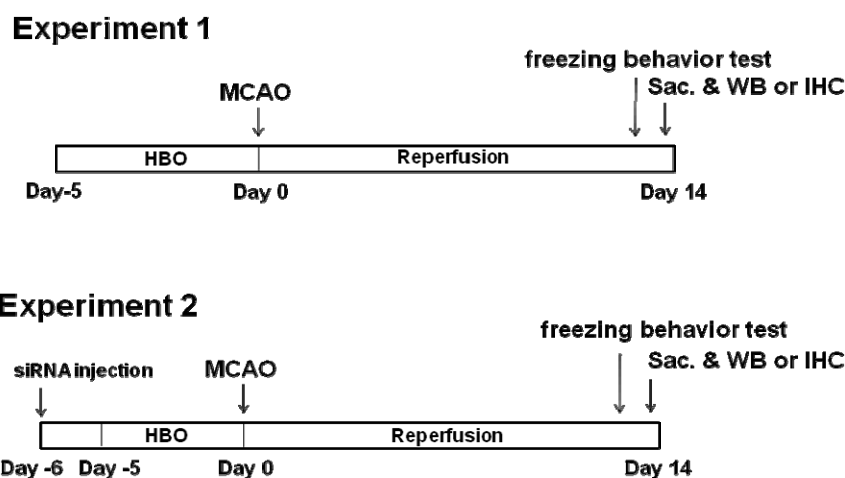 Experiment 1
freezing behavior test
MCAO
Sac. & WB or IHC
HBO
Reperfusion
Day-5
Day 0
Day 14
Experiment 2
freezing behavior test
siRNA injection
MCAO
Sac. & WB or IHC
HBO
Reperfusion
Day -6
Day -5
Day 0
Day 14